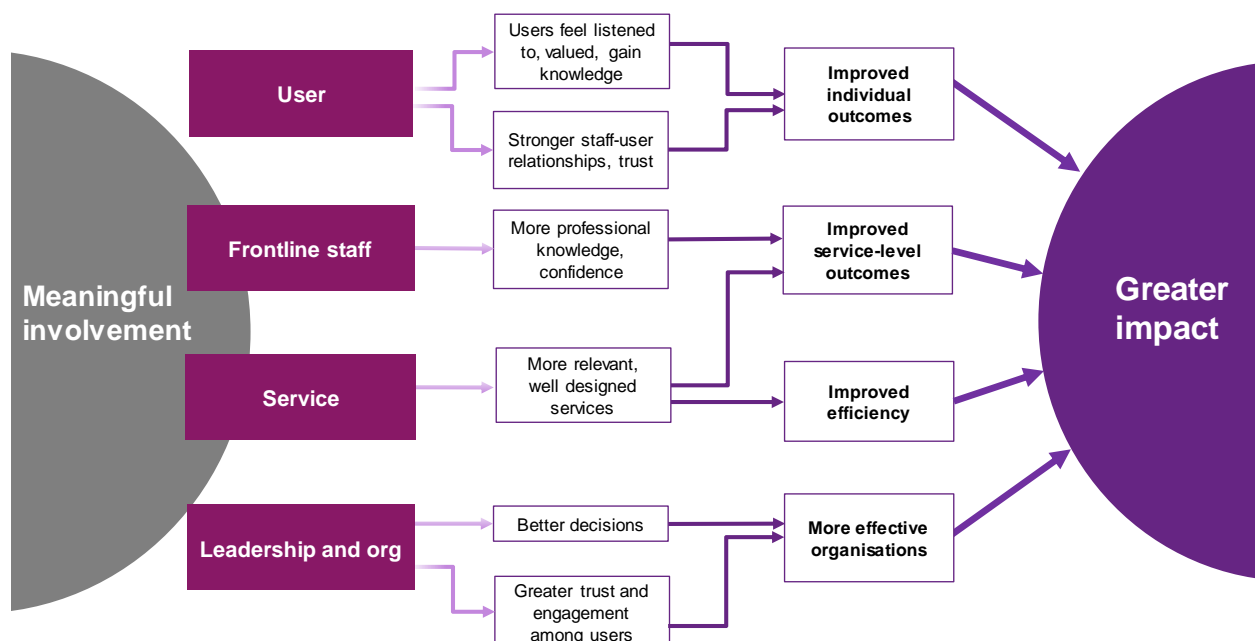 Meaningful
involvement
User
Frontline staff
Service
Leadership and org
Users feel listened
to, valued, gain
knowledge
Stronger staff-user
relationships, trust
More professional
knowledge,
confidence
More relevant,
well designed
services
Better decisions
Greater trust and
engagement
among users
Improved
individual
outcomes
Improved
service-level
outcomes
Improved
efficiency
More effective
organisations
Greater
impact